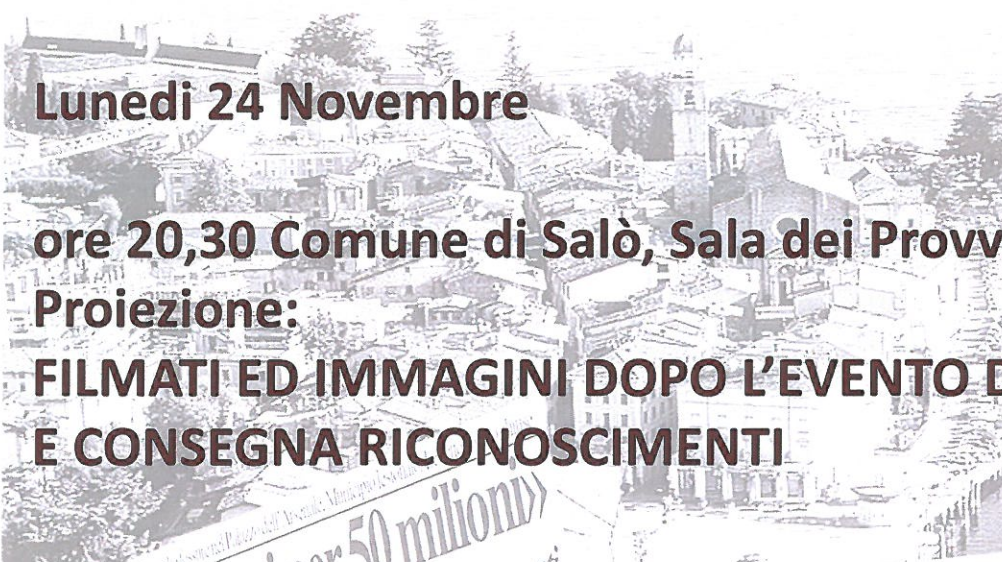 Lunedi 24 Novembre
ore 20,30 Comune di Salò, Sala dei Provv
Proiezione:
FILMATI ED IMMAGINI DOPO L’EVENTO D
E CONSEGNA RICONOSCIMENTI
50 milioni»